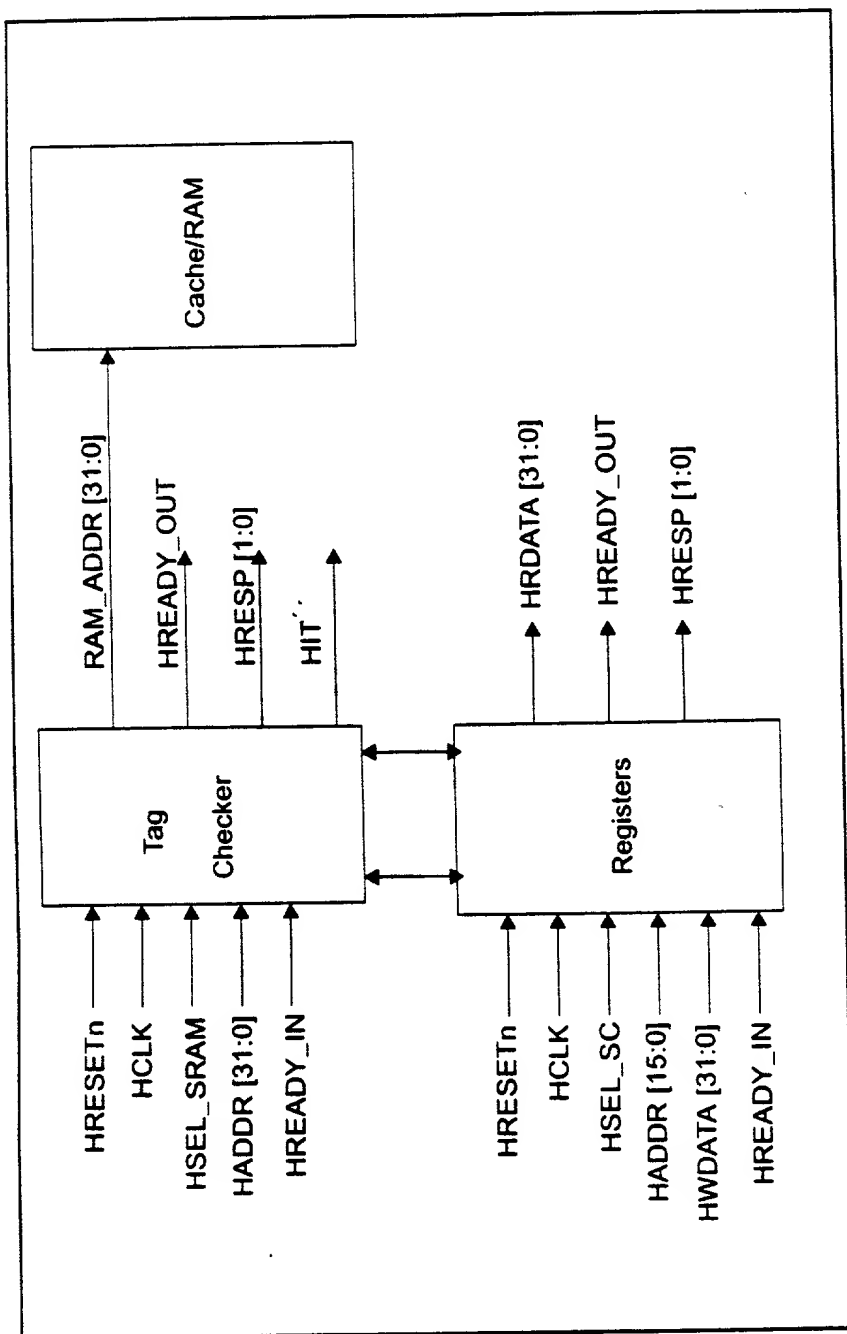 HRESETn
HCLK
HSEL_SRAM
HADDR [31:0]
HREADY_IN
Tag
Checker
RAM_ADDR [31:0]
HREADY_OUT
HRESP [1:0]
HIT
Cache/RAM
HRESETn
HCLK
HSEL_SC
HADDR [15:0]
HWDATA [31:0]
HREADY_IN
Registers
HRDATA [31:0]
HREADY_OUT
HRESP [1:0]